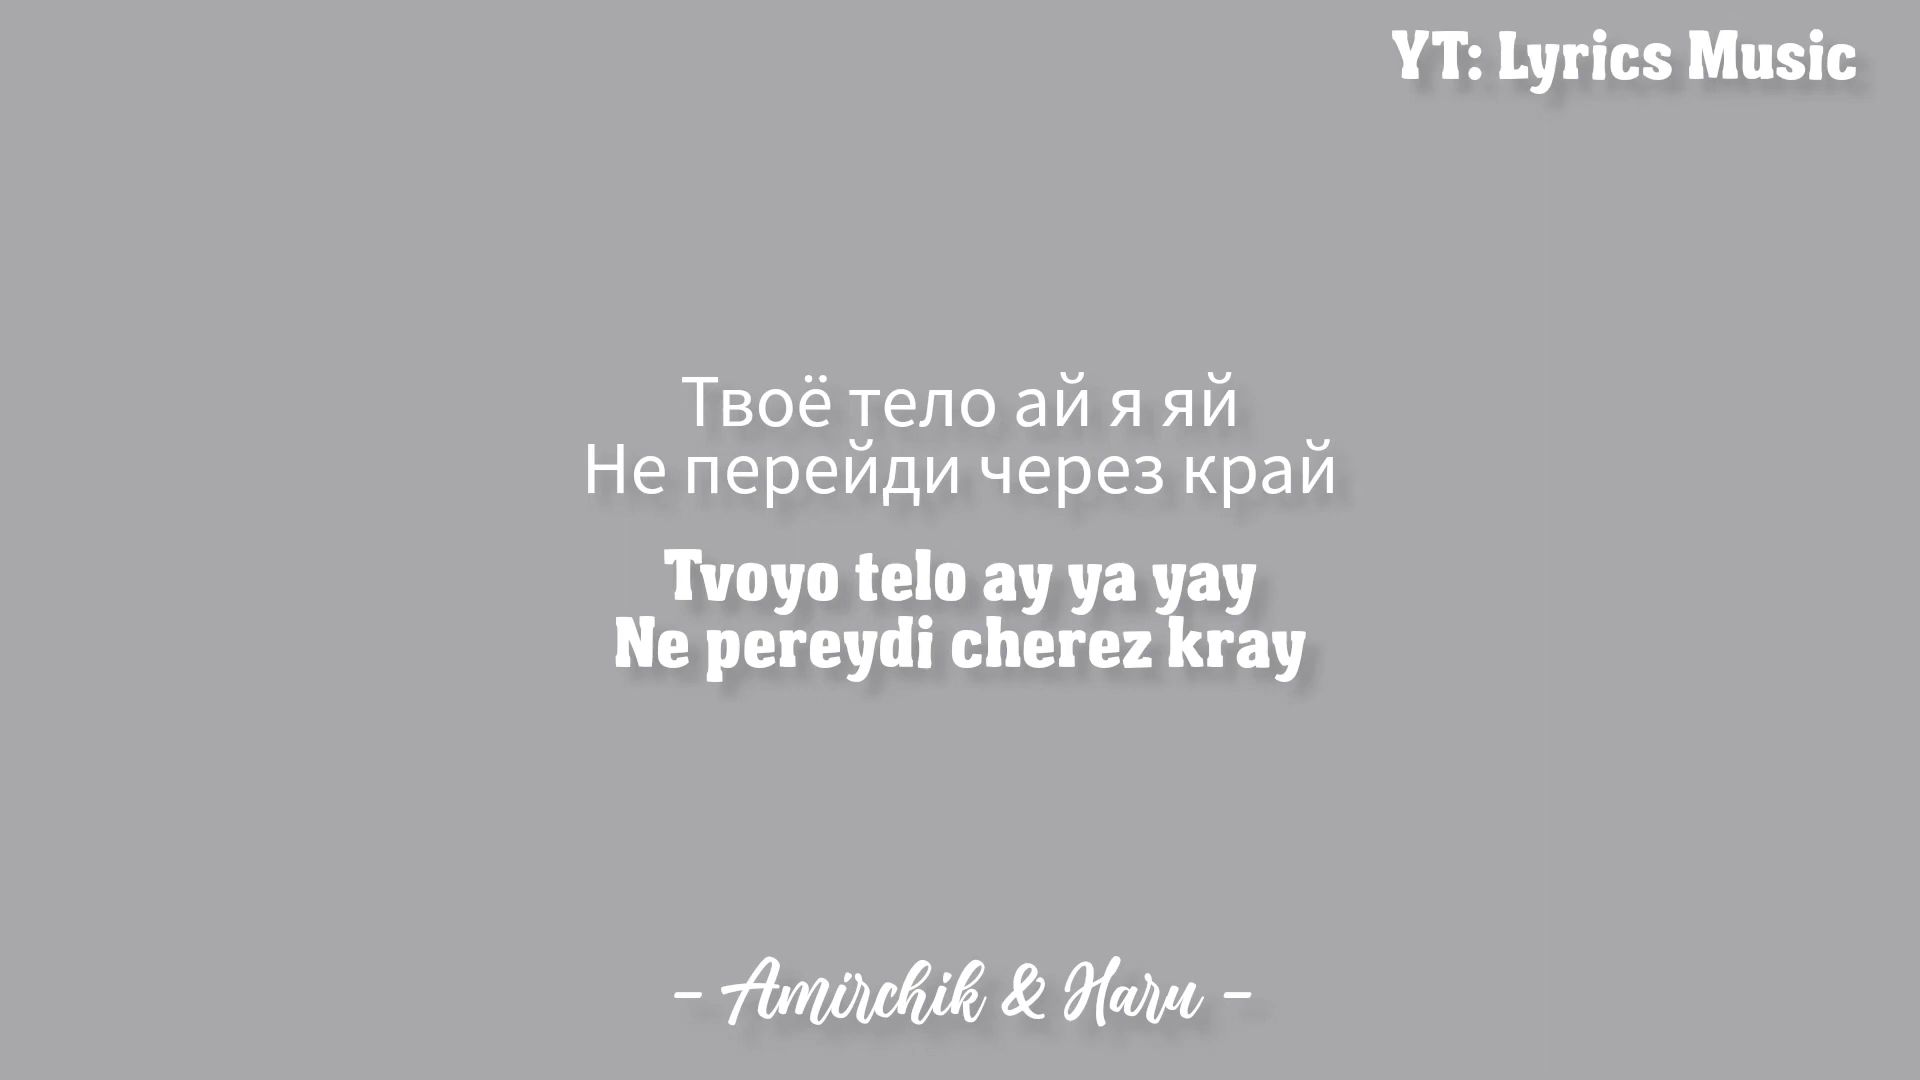 YT: Lyrics Music
Твоё тело ай я яй
Не перейди через край
Tvoyo telo ay ya yay
Ne pereydi cherez kray
- Amirchik & Haru -